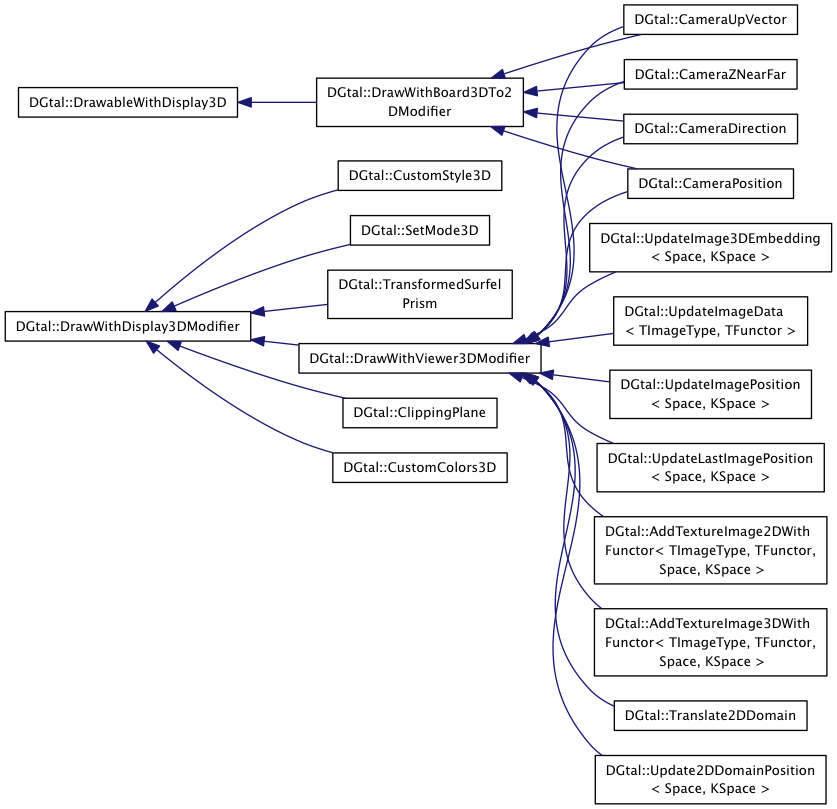 DGtal::CameraUpVector
DGtal::CameraZNearFar
DGtal::DrawableWithDisplay3D
DGtal::DrawWithBoard3DTo2
DModifier
DGtal::CameraDirection
DGtal::CameraPosition
DGtal::CustomStyle3D
DGtal::SetMode3D
DGtal::UpdateImage3DEmbedding
< Space, KSpace >
DGtal::TransformedSurfel
Prism
DGtal::UpdateImageData
< TImageType, TFunctor >
DGtal::DrawWithDisplay3DModifier
DGtal::DrawWithViewer3DModifier
DGtal::UpdateImagePosition
< Space, KSpace >
DGtal::ClippingPlane
DGtal::CustomColors3D
DGtal::UpdateLastImagePosition
< Space, KSpace >
DGtal::AddTextureImage2DWith
Functor< TImageType, TFunctor,
Space, KSpace >
DGtal::AddTextureImage3DWith
Functor< TImageType, TFunctor,
Space, KSpace >
DGtal::Translate2DDomain
DGtal::Update2DDomainPosition
< Space, KSpace >